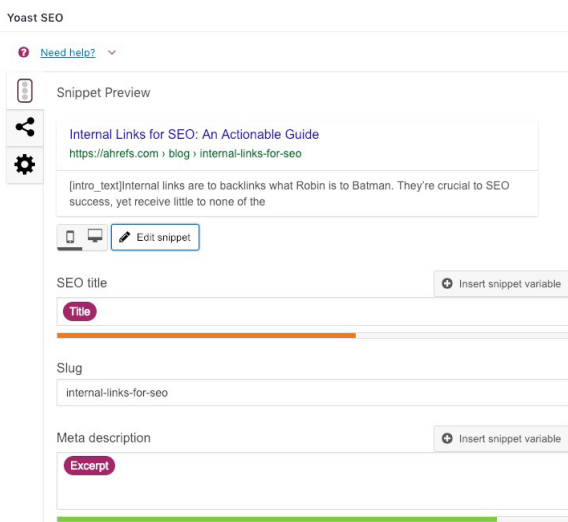 Yoast SEO
Need help?
Snippet Preview
Internal Links for SEO: An Actionable Guide
https://ahrefs.com › blog › internal-links-for-seo
[intro_text]Internal links are to backlinks what Robin is to Batman. They're crucial to SEO
success, yet receive little to none of the
Edit snippet
SEO title
Insert snippet variable
Title
Slug
internal-links-for-seo
Meta description
Insert snippet variable
Excerpt